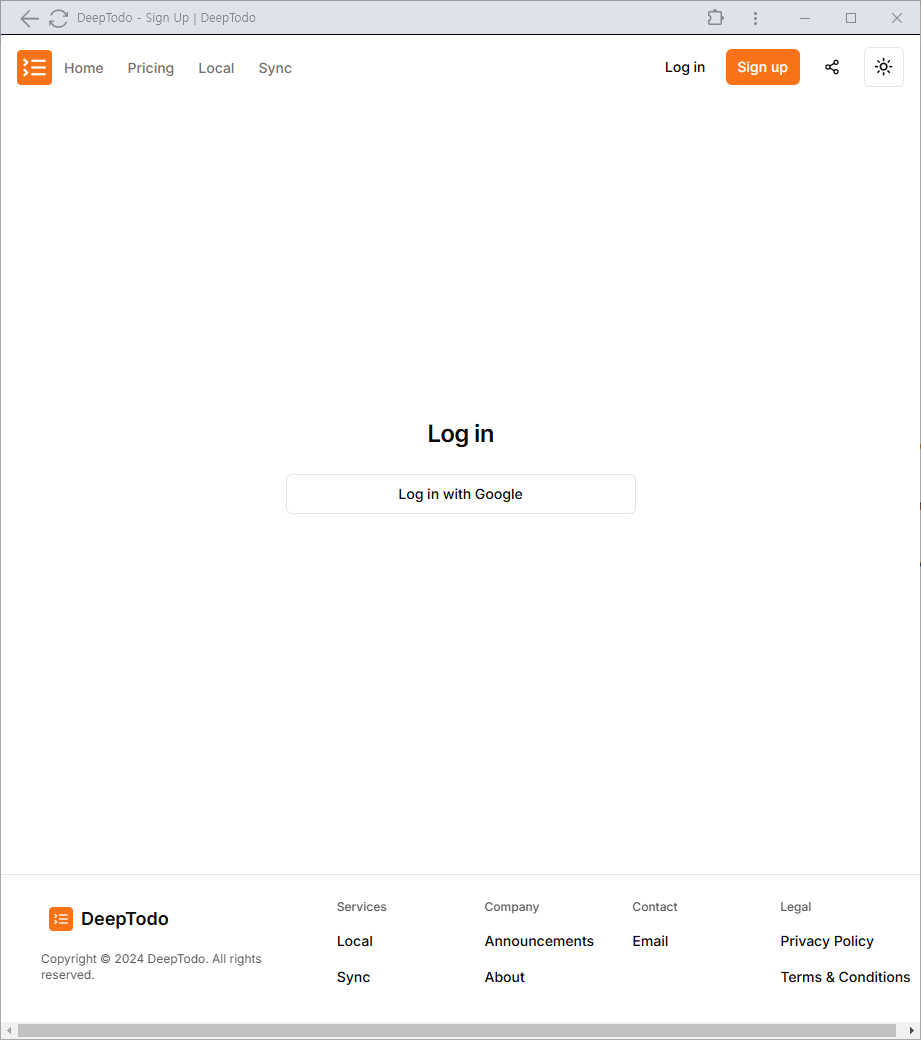 DeepTodo - Sign Up | DeepTodo
Home Pricing Local Sync Log in Sign up
Log in
Log in with Google
DeepTodo
Copyright © 2024 DeepTodo. All rights
reserved.
Services
Local
Sync
Company
Announcements
About
Contact
Email
Legal
Privacy Policy
Terms & Conditions